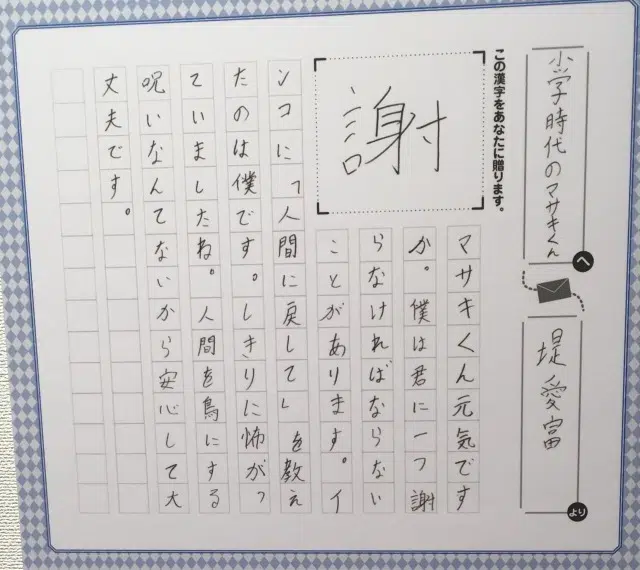 小学時代のマサキくん
へ
堤愛富
より
この漢字をあなたに贈ります。
謝
マサキくん元気です
か。僕は君に一つ謝
らなければならない
ことがあります。イ
ンコに「人間に戻して」を教え
たのは僕です。しきりに怖がっ
ていましたね。人間を鳥にする
呪いなんてないから安心して大
丈夫です。